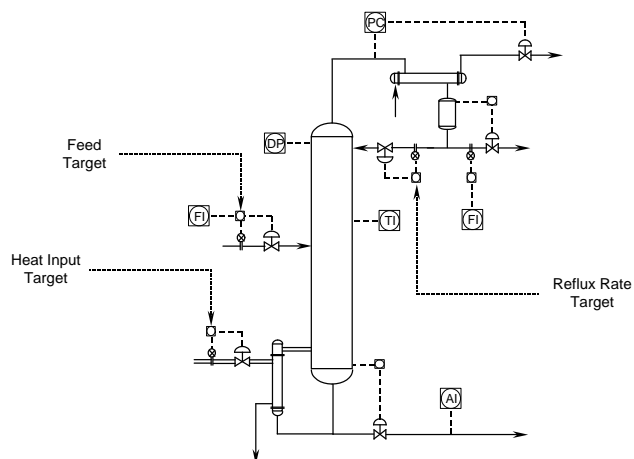 PC
Feed
Target
DP
FI
TI
FI
Heat Input
Target
Reflux Rate
Target
AI